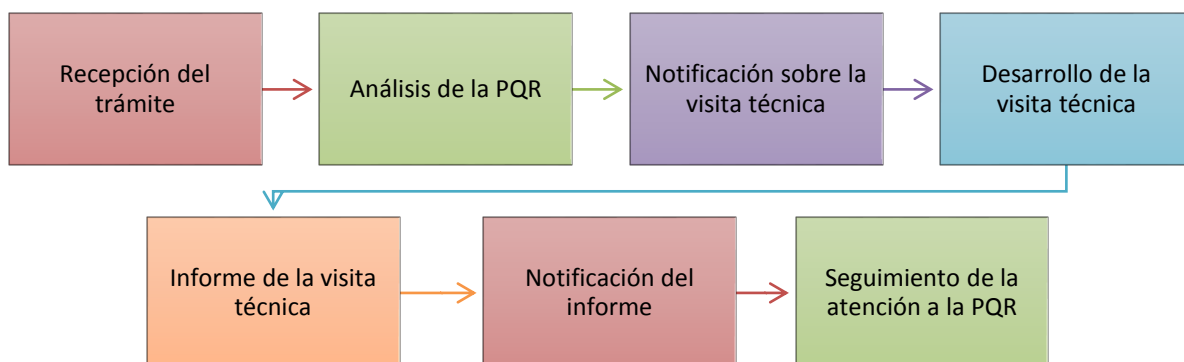 Recepción del
trámite
Análisis de la PQR
Notificación sobre la
visita técnica
Desarrollo de la
visita técnica
Informe de la visita
técnica
Notificación del
informe
Seguimiento de la
atención a la PQR